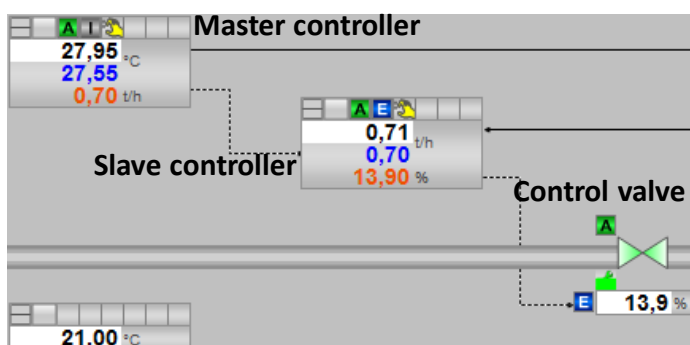 A I Master controller
27,95 °C
27,55
0,70 t/h
A E
0,71 t/h
0,70
13,90 %
Slave controller
Control valve
A
E 13,9 %
21,00 °C